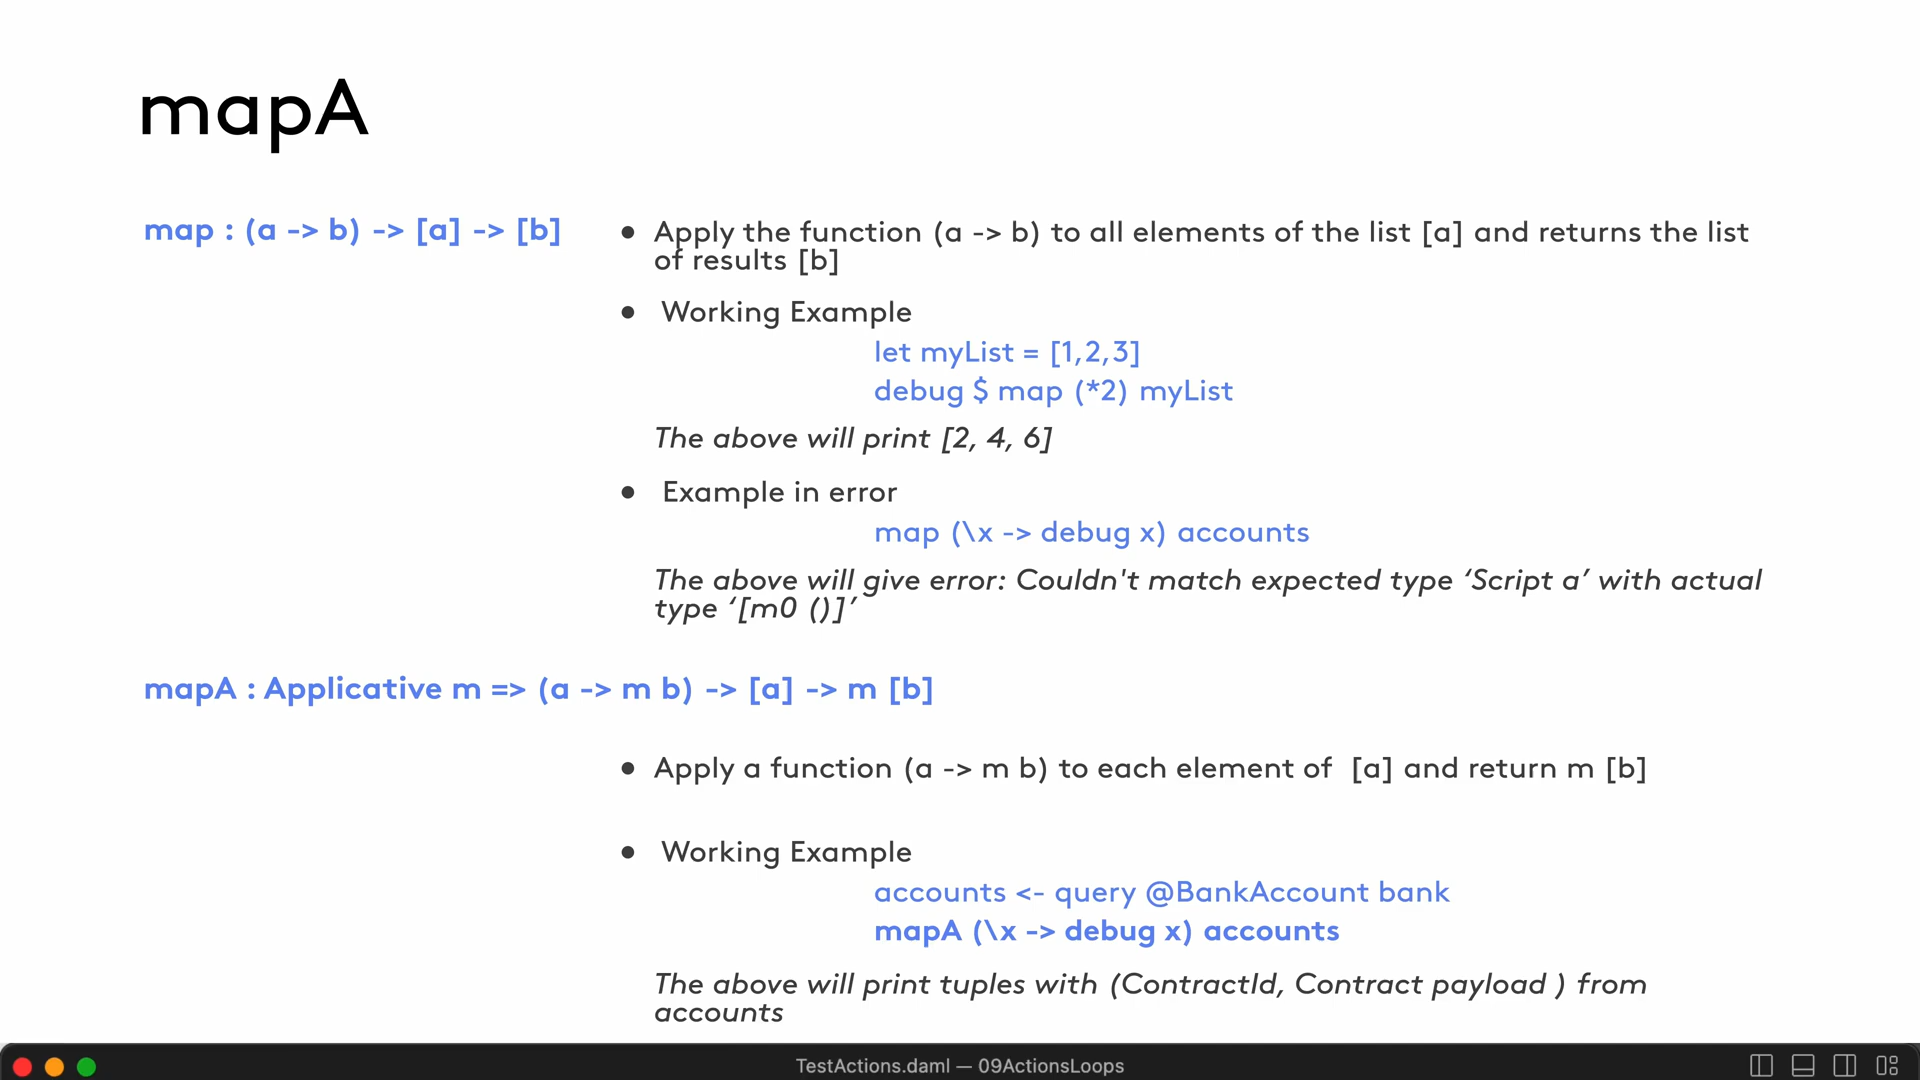 mapA
map : (a -> b) -> [a] -> [b]
● Apply the function (a -> b) to all elements of the list [a] and returns the list
of results [b]
● Working Example
let myList = [1,2,3]
debug $ map (*2) myList
The above will print [2, 4, 6]
● Example in error
map (\x -> debug x) accounts
The above will give error: Couldn't match expected type ‘Script a’ with actual
type ‘[m0 ()]’
mapA : Applicative m => (a -> m b) -> [a] -> m [b]
● Apply a function (a -> m b) to each element of  [a] and return m [b]
● Working Example
accounts <- query @BankAccount bank
mapA (\x -> debug x) accounts
The above will print tuples with (ContractId, Contract payload ) from
accounts
TestActions.daml — 09ActionsLoops